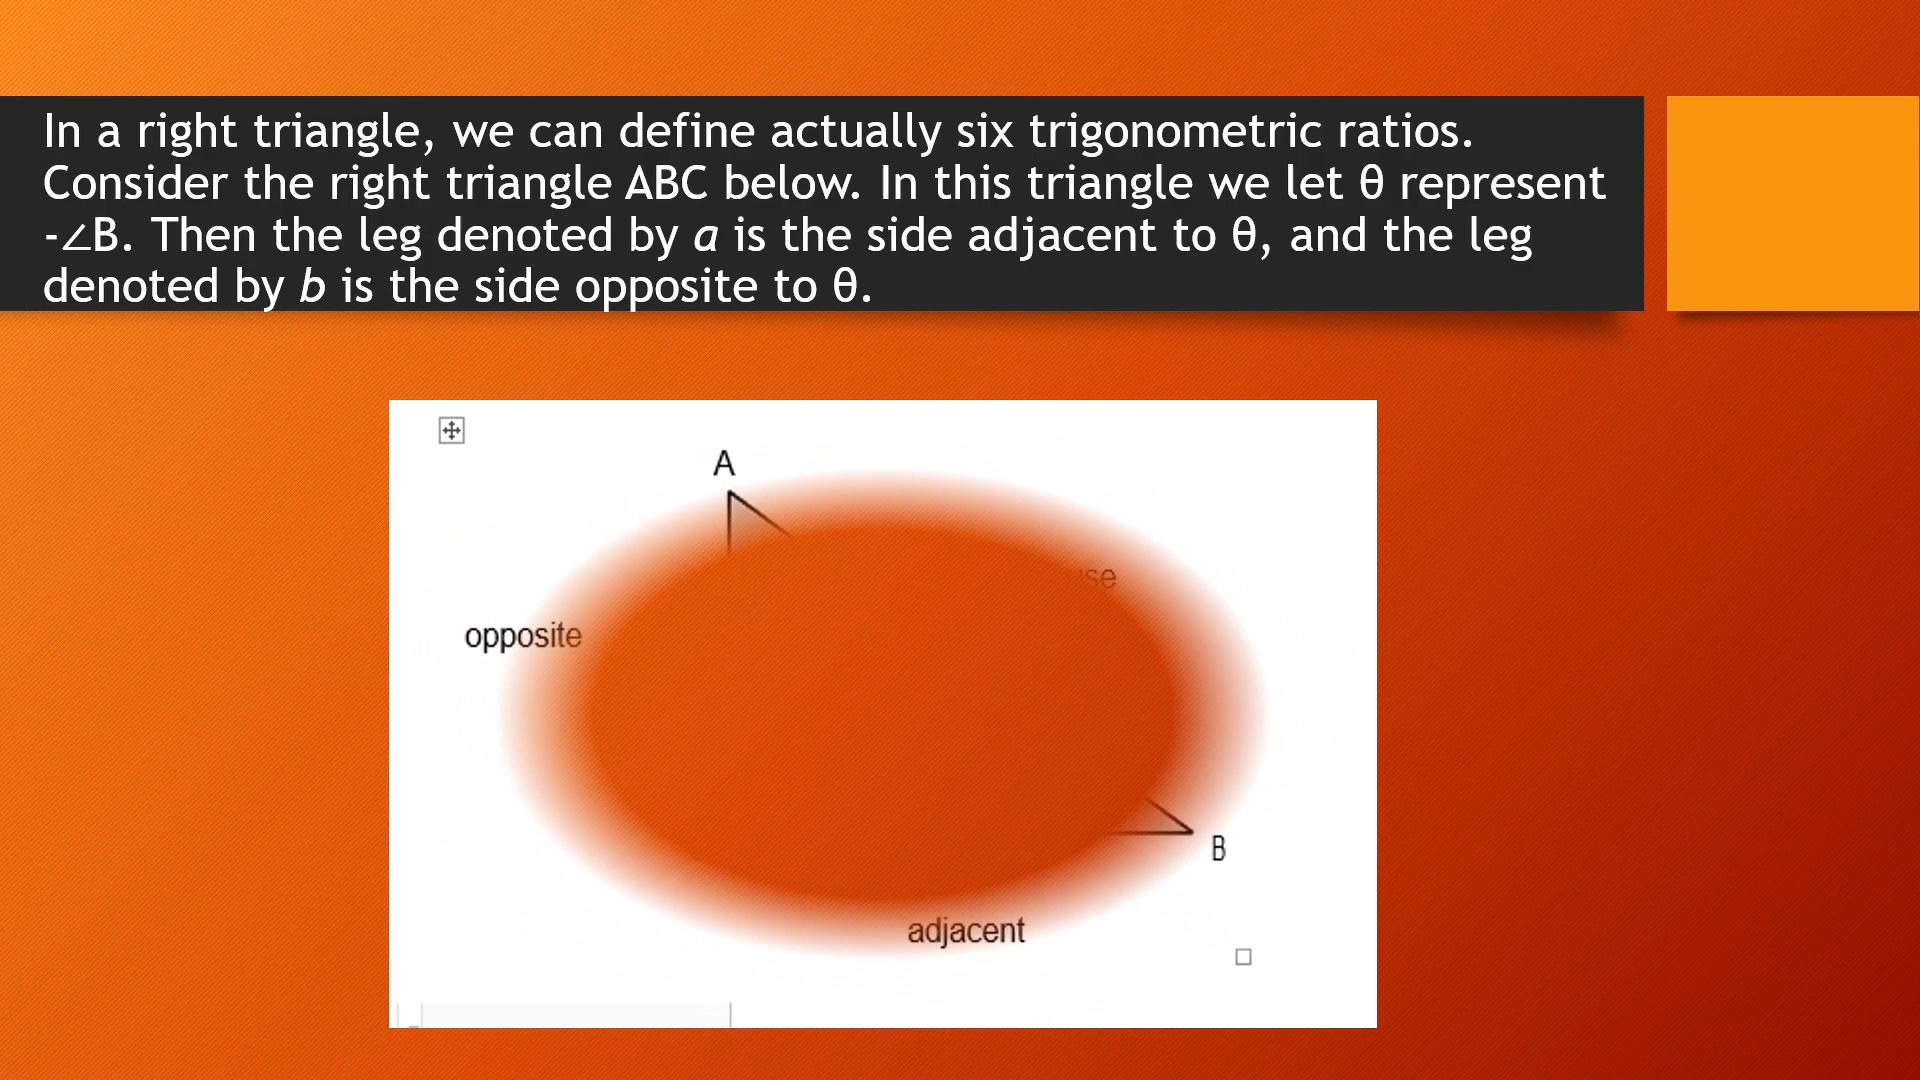 In a right triangle, we can define actually six trigonometric ratios.
Consider the right triangle ABC below. In this triangle we let θ represent
-∠B. Then the leg denoted by a is the side adjacent to θ, and the leg
denoted by b is the side opposite to θ.
A
opposite
B
adjacent